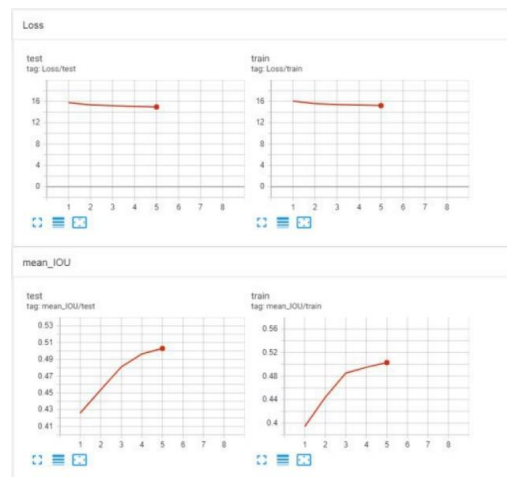 Loss
test
tag: Loss/test
16
12
8
4
0
1 2 3 4 5 6 7 8
train
tag: Loss/train
16
12
8
4
0
1 2 3 4 5 6 7 8
mean_IOU
test
tag: mean_IOU/test
0.53
0.51
0.49
0.47
0.45
0.43
0.41
1 2 3 4 5 6 7 8
train
tag: mean_IOU/train
0.56
0.52
0.48
0.44
0.4
1 2 3 4 5 6 7 8